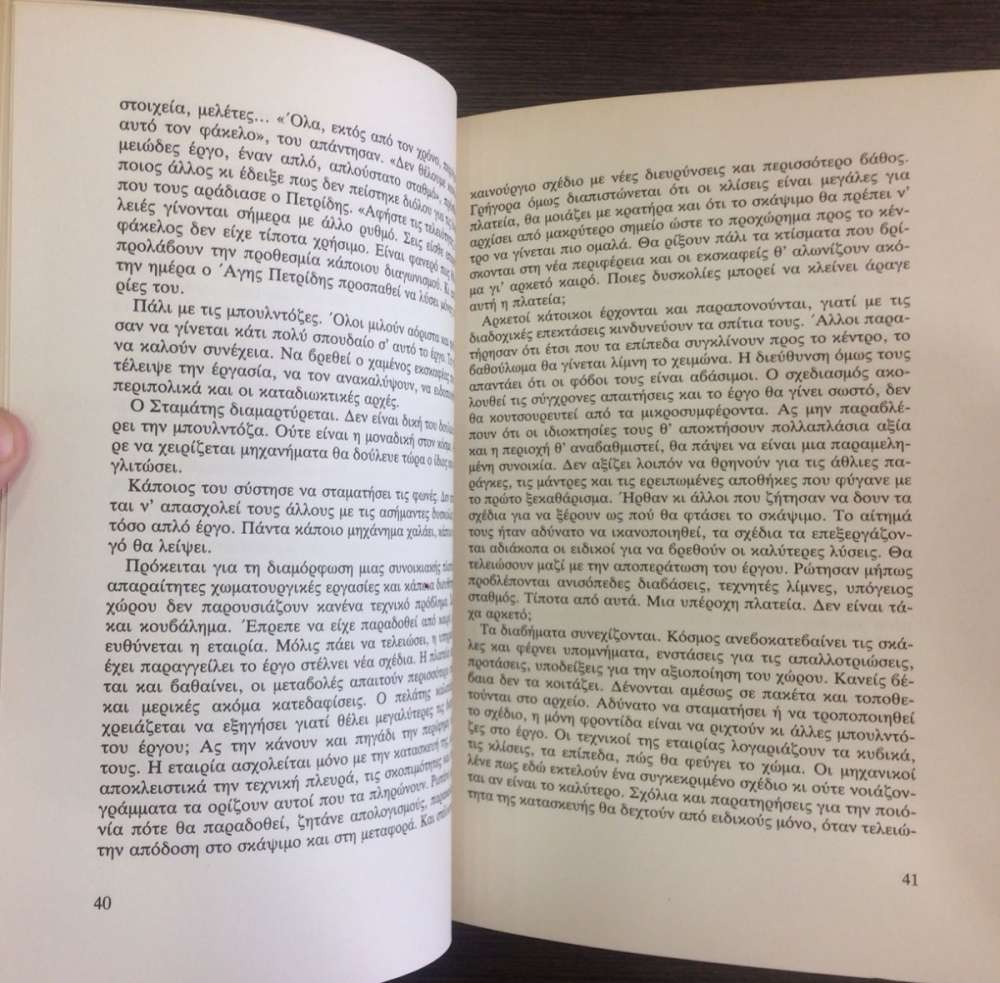 στοιχεία, μελέτες... «Όλα, εκτός από τον χρόνο,
αυτό τον φάκελο», του απάντησαν. «Δεν θέλουμε
μειώδες έργο, έναν απλό, απλούστατο σταθμό»,
ποιος άλλος κι έδειξε πως δεν πείστηκε διόλου για
που τους αράδιασε ο Πετρίδης. «Αφήστε τις
λειές γίνονται σήμερα με άλλο ρυθμό. Σεις είσθε
φάκελος δεν είχε τίποτα χρήσιμο. Είναι φανερό πως
προλάβουν την προθεσμία κάποιου διαγωνισμού. Κι
την ημέρα ο Άγης Πετρίδης προσπαθεί να λύσει
ρίες του.
Πάλι με τις μπουλντόζες. Όλοι μιλούν αόριστα και
σαν να γίνεται κάτι πολύ σπουδαίο σ' αυτό το έργο.
να καλούν συνέχεια. Να βρεθεί ο χαμένος εκσκαφέας
τέλειψε την έργασία, να τον ανακαλύψουν, να
περιπολικά και οι καταδιωκτικές αρχές.
Ο Σταμάτης διαμαρτύρεται. Δεν είναι δική του
ρει την μπουλντόζα. Ούτε είναι η μοναδική στον κόσμο.
ρε να χειρίζεται μηχανήματα θα δούλευε τώρα ο ίδιος
γλιτώσει.
Κάποιος του σύστησε να σταματήσει τις φωνές. Δεν
ται ν' απασχολεί τους άλλους με τις ασήμαντες
τόσο απλό έργο. Πάντα κάποιο μηχάνημα χαλάει,
γό θα λείψει.
Πρόκειται για τη διαμόρφωση μιας συνοικιακής
απαραίτητες χωματουργικές εργασίες και κάποια
χώρου δεν παρουσιάζουν κανένα τεχνικό πρόβλημα.
και κουβάλημα. Έπρεπε να είχε παραδοθεί από καιρό.
ευθύνεται η εταιρία. Μόλις πάει να τελειώσει, η
έχει παραγγείλει το έργο στέλνει νέα σχέδια. Η
ται και βαθαίνει, οι μεταβολές απαιτούν περισσότερο
και μερικές ακόμα κατεδαφίσεις. Ο πελάτης
χρειάζεται να εξηγήσει γιατί θέλει μεγαλύτερες τις
του έργου; Ας την κάνουν και πηγάδι την
τους. Η εταιρία ασχολείται μόνο με την κατασκευή
αποκλειστικά την τεχνική πλευρά, τις σκοπιμότητες
γράμματα τα ορίζουν αυτοί που τα πληρώνουν.
νία πότε θα παραδοθεί, ζητάνε απολογισμούς,
την απόδοση στο σκάψιμο και στη μεταφορά. Και
40
καινούργιο σχέδιο με νέες διευρύνσεις και περισσότερο βάθος.
Γρήγορα όμως διαπιστώνεται ότι οι κλίσεις είναι μεγάλες για
πλατεία, θα μοιάζει με κρατήρα και ότι το σκάψιμο θα πρέπει ν'
αρχίσει από μακρύτερο σημείο ώστε το προχώρημα προς το κέν-
τρο να γίνεται πιο ομαλά. Θα ρίξουν πάλι τα κτίσματα που βρί-
σκονται στη νέα περιφέρεια και οι εκσκαφείς θ' αλωνίζουν ακό-
μα γι' αρκετό καιρό. Ποιες δυσκολίες μπορεί να κλείνει άραγε
αυτή η πλατεία;
Αρκετοί κάτοικοι έρχονται και παραπονούνται, γιατί με τις
διαδοχικές επεκτάσεις κινδυνεύουν τα σπίτια τους. Άλλοι παρα-
τήρησαν ότι έτσι που τα επίπεδα συγκλίνουν προς το κέντρο, το
βαθούλωμα θα γίνεται λίμνη το χειμώνα. Η διεύθυνση όμως τους
απαντάει ότι οι φόβοι τους είναι αβάσιμοι. Ο σχεδιασμός ακο-
λουθεί τις σύγχρονες απαιτήσεις και το έργο θα γίνει σωστό, δεν
θα κουτσουρευτεί από τα μικροσυμφέροντα. Ας μην παραβλέ-
πουν ότι οι ιδιοκτησίες τους θ' αποκτήσουν πολλαπλάσια αξία
και η περιοχή θ' αναβαθμιστεί, θα πάψει να είναι μια παραμελη-
μένη συνοικία. Δεν αξίζει λοιπόν να θρηνούν για τις άθλιες πα-
ράγκες, τις μάντρες και τις ερειπωμένες αποθήκες που φύγανε με
το πρώτο ξεκαθάρισμα. Ήρθαν κι άλλοι που ζήτησαν να δουν τα
σχέδια για να ξέρουν ως πού θα φτάσει το σκάψιμο. Το αίτημά
τους ήταν αδύνατο να ικανοποιηθεί, τα σχέδια τα επεξεργάζον-
ται αδιάκοπα οι ειδικοί για να βρεθούν οι καλύτερες λύσεις. Θα
τελειώσουν μαζί με την αποπεράτωση του έργου. Ρώτησαν μήπως
προβλέπονται ανισόπεδες διαβάσεις, τεχνητές λίμνες, υπόγειος
σταθμός. Τίποτα από αυτά. Μια υπέροχη πλατεία. Δεν είναι τά-
χα αρκετό;
Τα διαβήματα συνεχίζονται. Κόσμος ανεβοκατεβαίνει τις σκά-
λες και φέρνει υπομνήματα, ενστάσεις για τις απαλλοτριώσεις,
προτάσεις, υποδείξεις για την αξιοποίηση του χώρου. Κανείς βέ-
βαια δεν τα κοιτάζει. Δένονται αμέσως σε πακέτα και τοποθε-
τούνται στο αρχείο. Αδύνατο να σταματήσει ή να τροποποιηθεί
το σχέδιο, η μόνη φροντίδα είναι να ριχτούν κι άλλες μπουλντό-
ζες στο έργο. Οι τεχνικοί της εταιρίας λογαριάζουν τα κυβικά,
τις κλίσεις, τα επίπεδα, πώς θα φεύγει το χώμα. Οι μηχανικοί
λένε πως εδώ εκτελούν ένα συγκεκριμένο σχέδιο κι ούτε νοιάζον-
ται αν είναι το καλύτερο. Σχόλια και παρατηρήσεις για την ποιό-
τητα της κατασκευής θα δεχτούν από ειδικούς μόνο, όταν τελειώ-
41